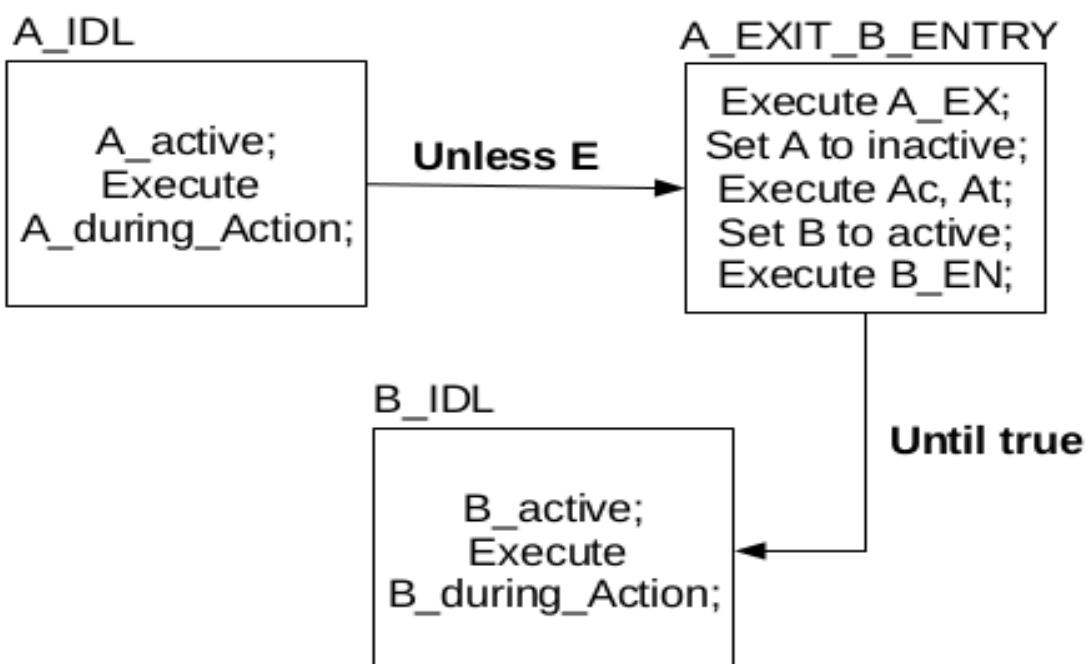 A_IDL
A_active;
Execute
A_during_Action;
Unless E
A_EXIT_B_ENTRY
Execute A_EX;
Set A to inactive;
Execute Ac, At;
Set B to active;
Execute B_EN;
Until true
B_IDL
B_active;
Execute
B_during_Action;